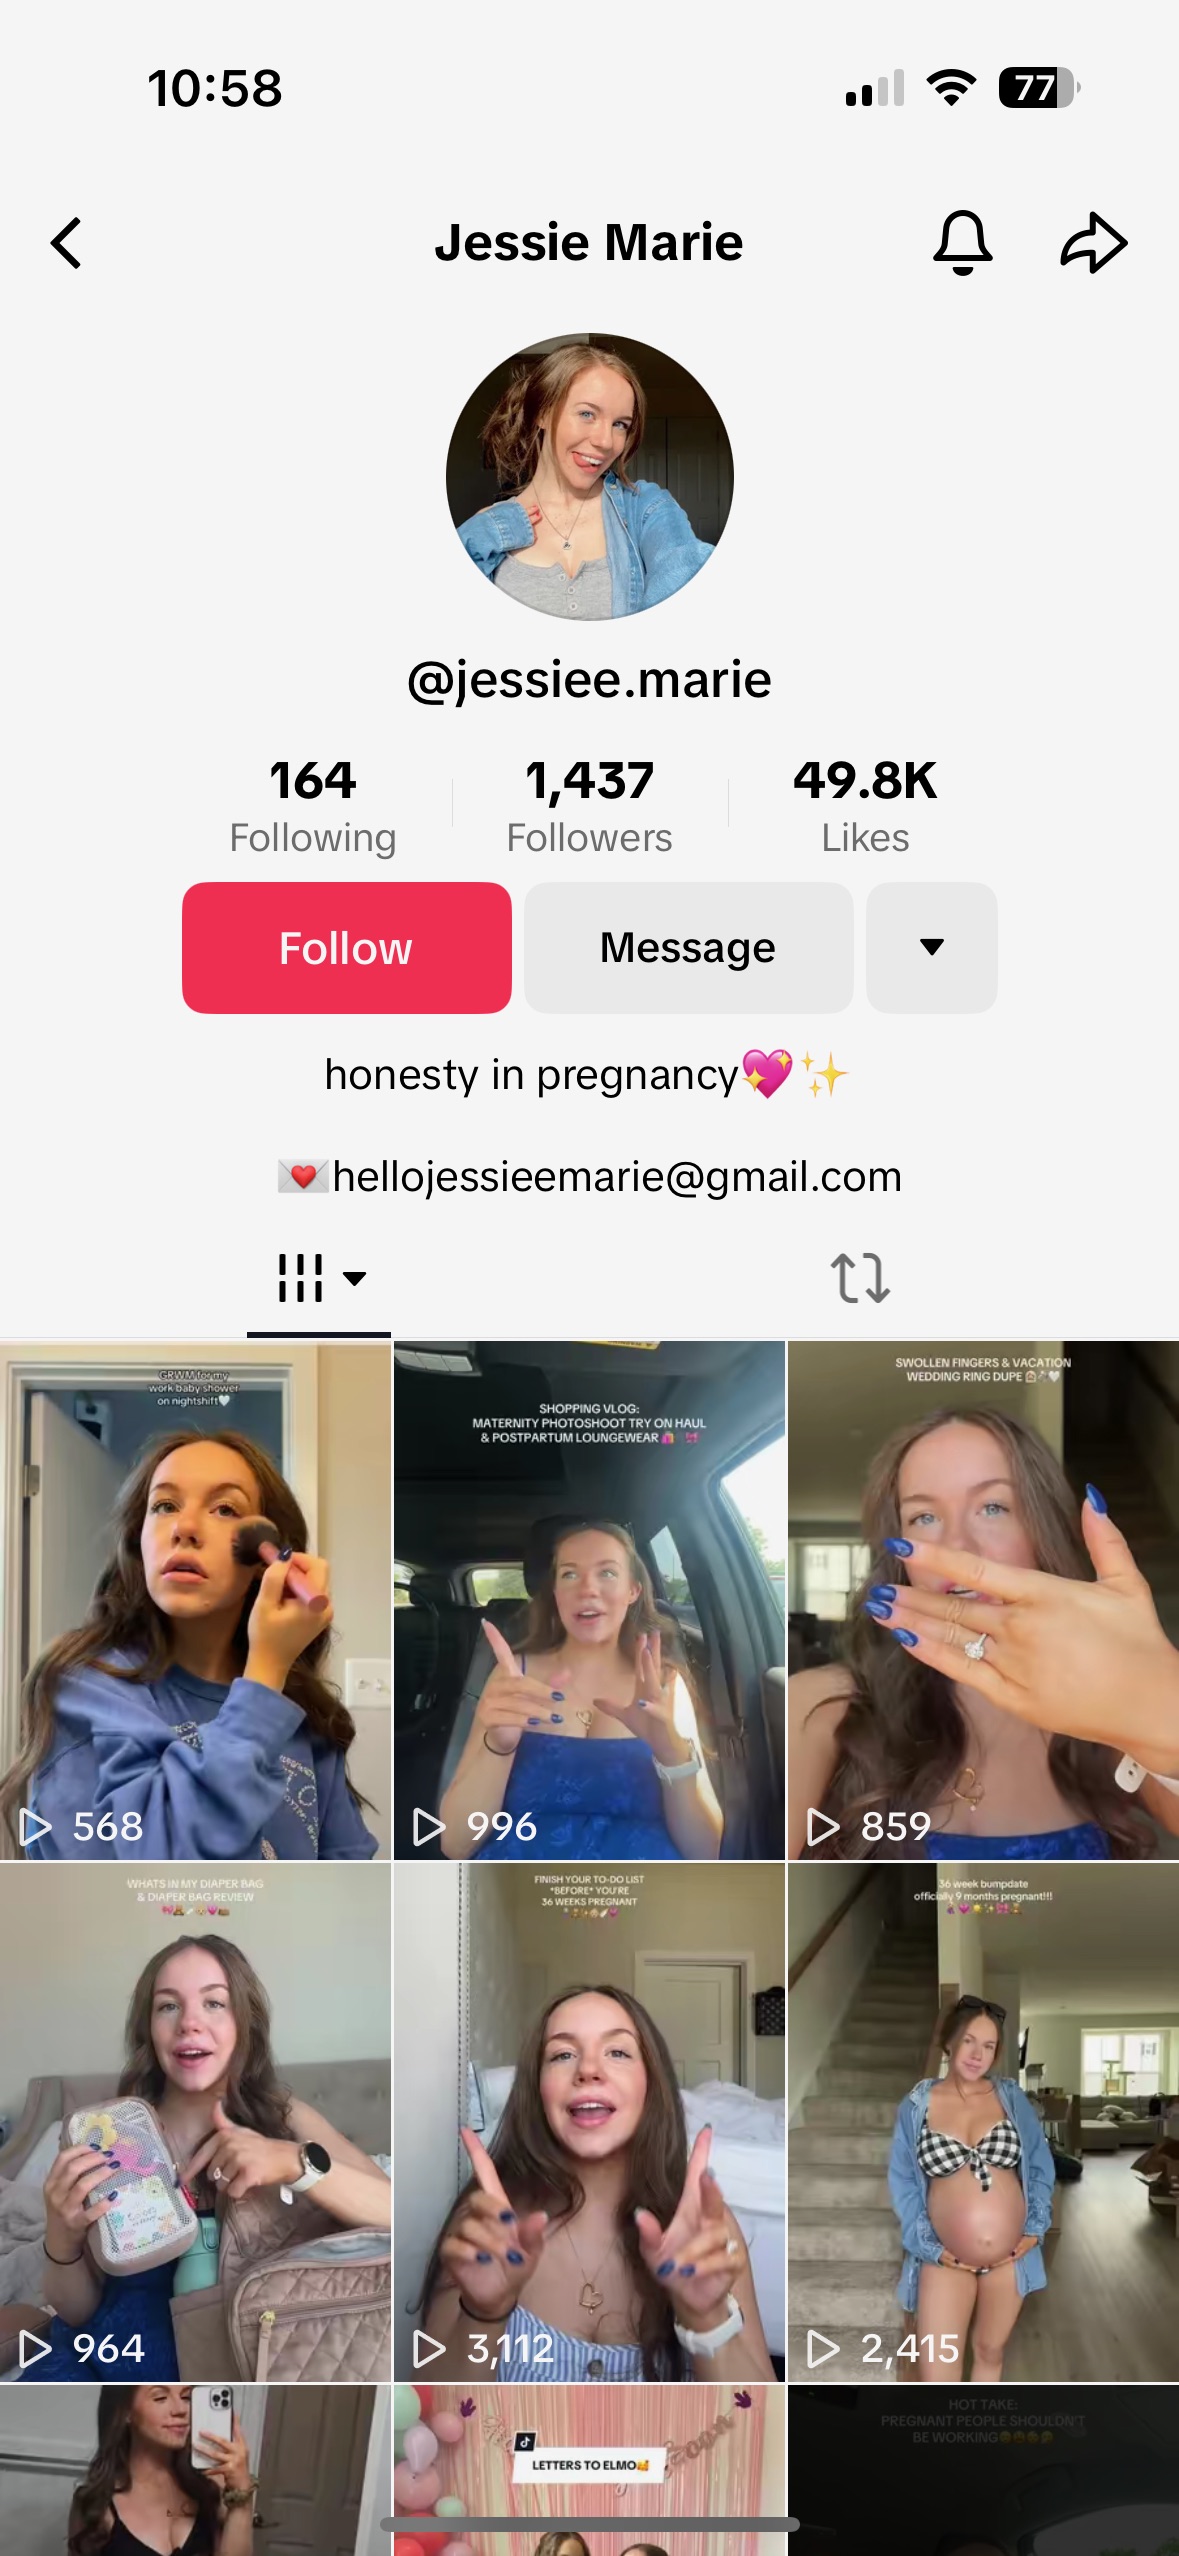 10:58
77
Jessie Marie
@jessiee.marie
164
Following
1,437
Followers
49.8K
Likes
Follow
Message
honesty in pregnancy💖✨
💌hellojessieemarie@gmail.com
GRWM for my
work baby shower
on nightshift🤍
568
SHOPPING VLOG:
MATERNITY PHOTOSHOOT TRY ON HAUL
& POSTPARTUM LOUNGEWEAR
996
SWOLLEN FINGERS & VACATION
WEDDING RING DUPE
859
WHATS IN MY DIAPER BAG
& DIAPER BAG REVIEW
964
FINISH YOUR TO-DO LIST
*BEFORE* YOU'RE
36 WEEKS PREGNANT
3,112
36 week bumpdate
officially 9 months pregnant!!!
2,415
LETTERS TO ELMO🥰
HOT TAKE:
PREGNANT PEOPLE SHOULDN'T
BE WORKING